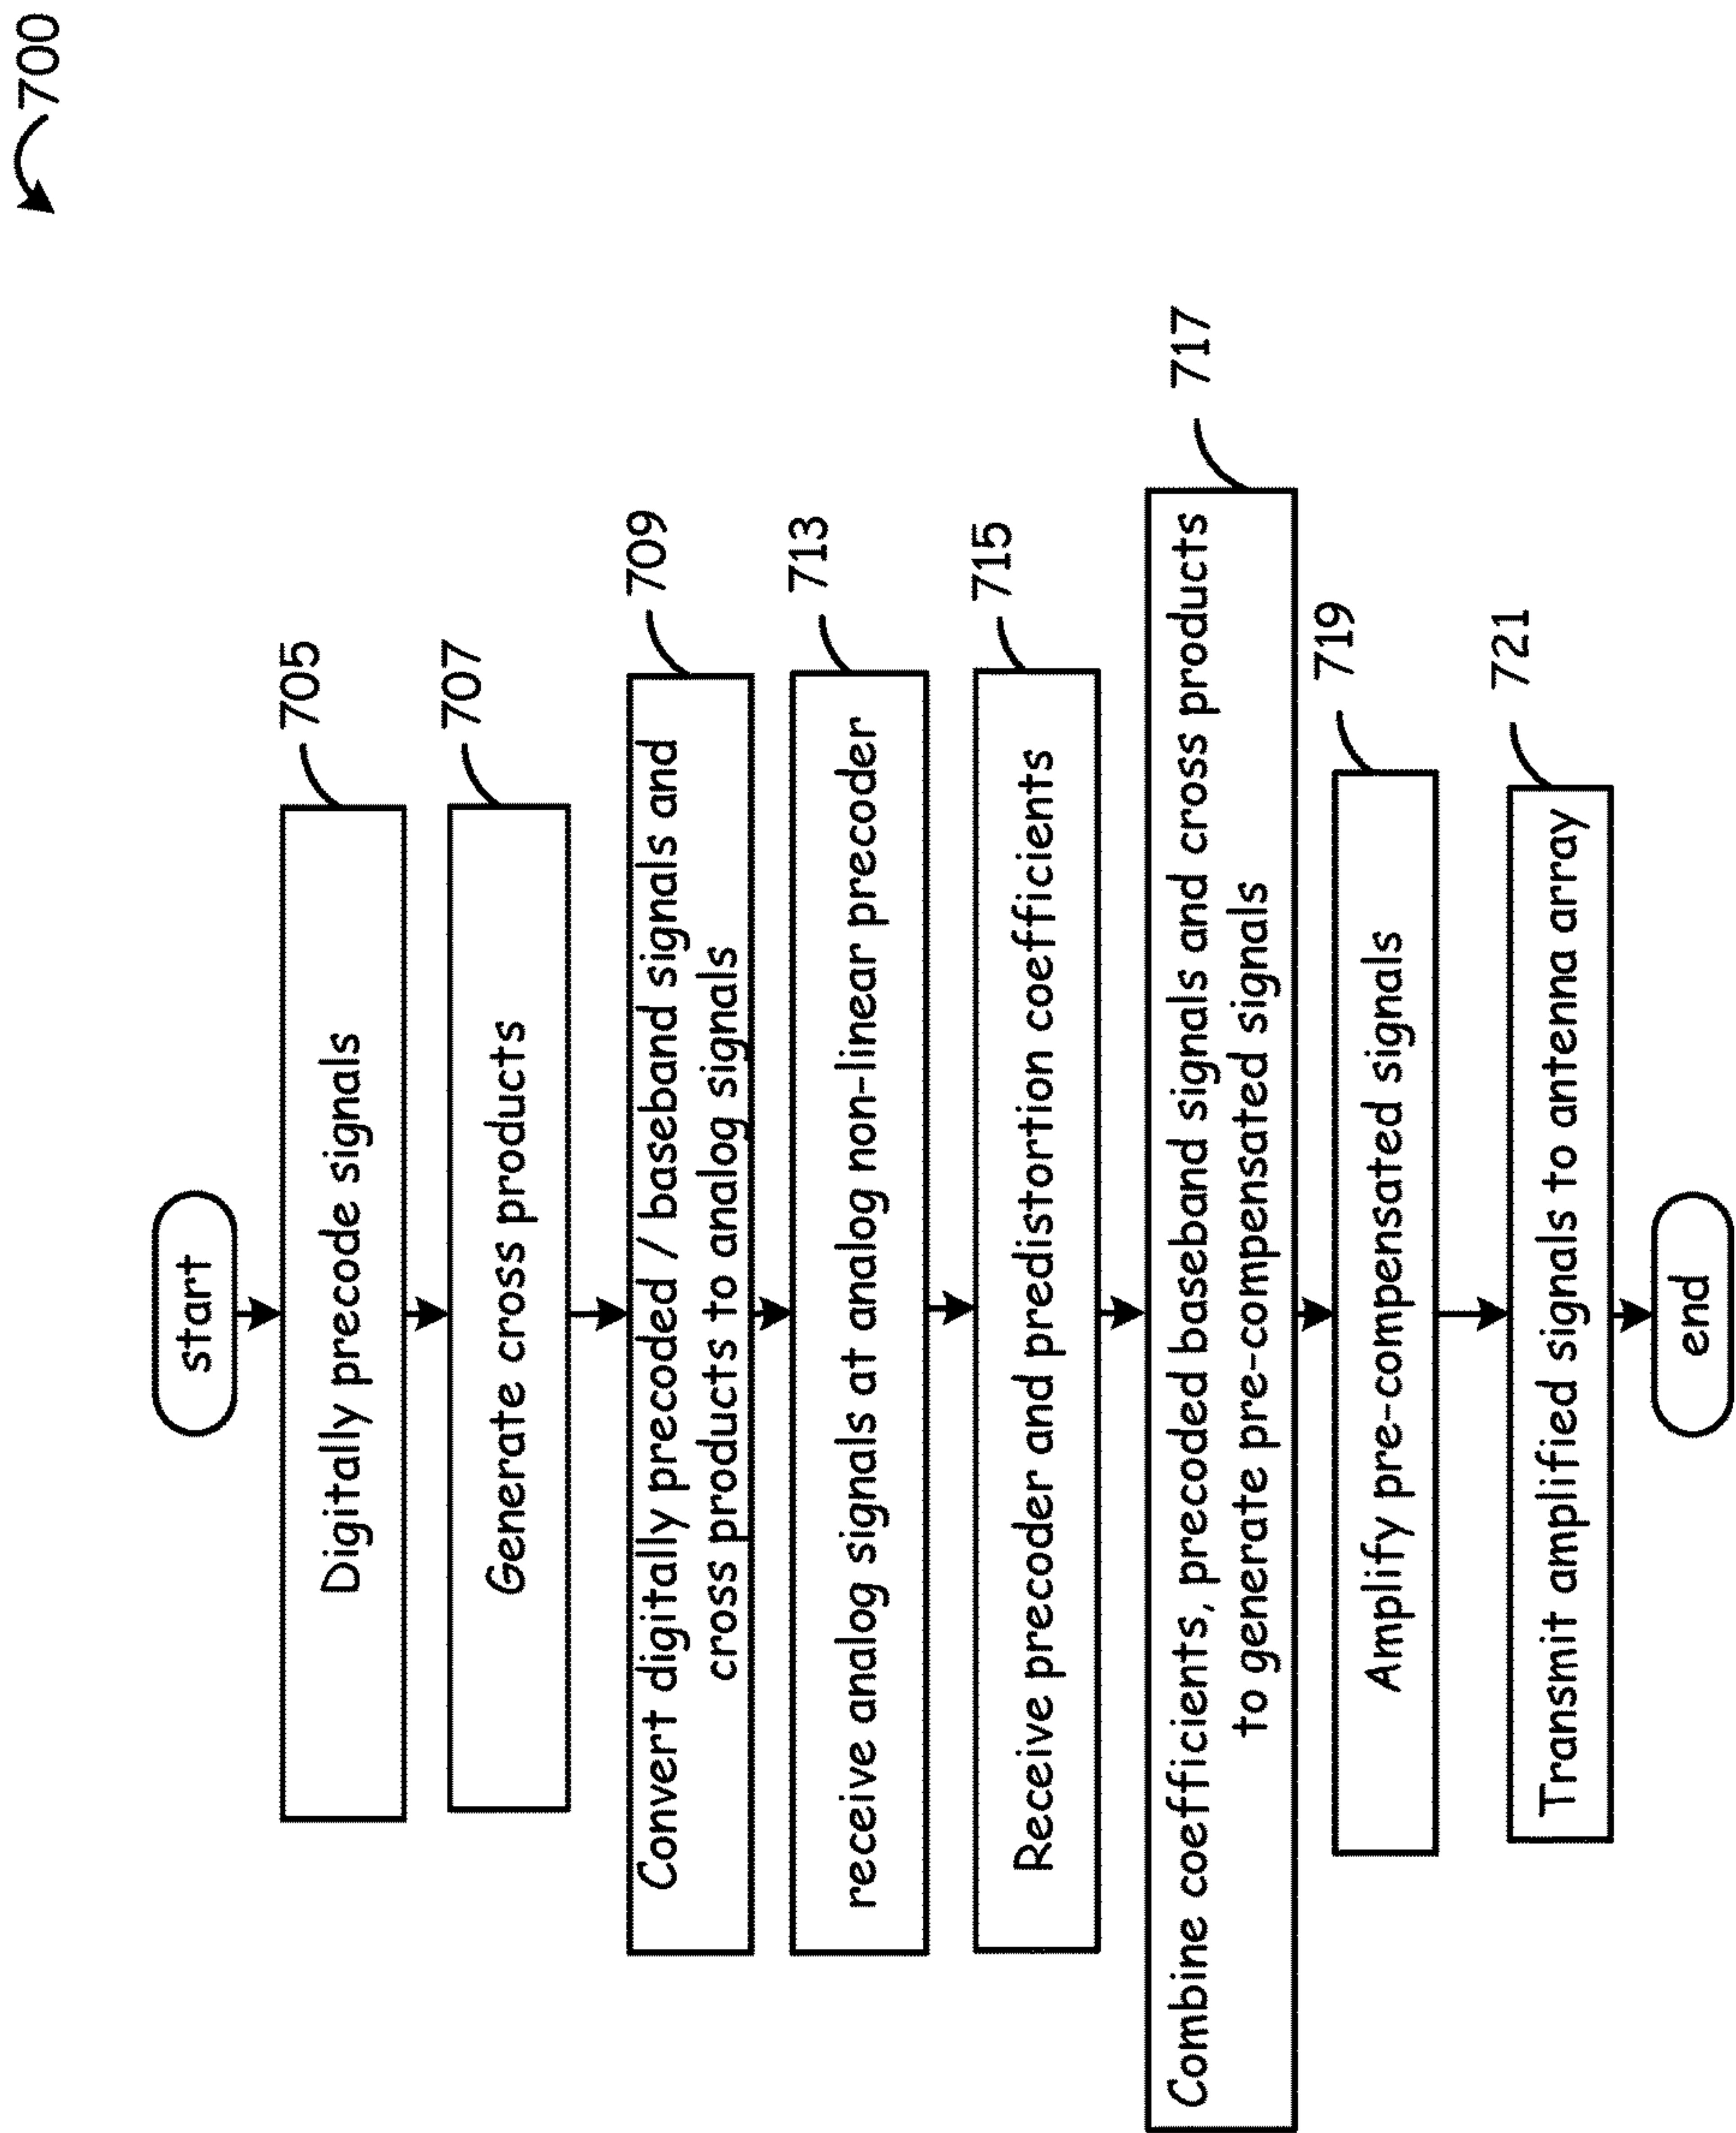 700
start
Digitally precode signals
705
Generate cross products
707
Convert digitally precoded / baseband signals and
cross products to analog signals
709
receive analog signals at analog non-linear precoder
713
Receive precoder and predistortion coefficients
715
Combine coefficients, precoded baseband signals and cross products
to generate pre-compensated signals
717
Amplify pre-compensated signals
719
Transmit amplified signals to antenna array
721
end